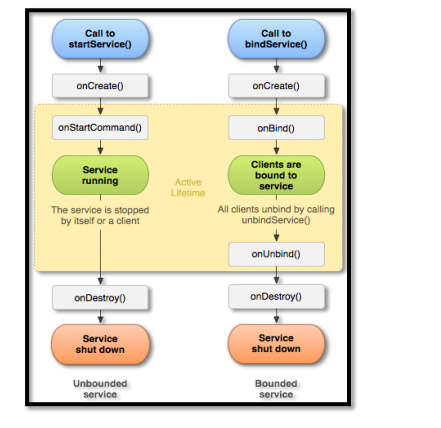 Call to
startService()
onCreate()
onStartCommand()
Service
running
The service is stopped
by itself or a client
onDestroy()
Service
shut down
Unbounded
service
Active
Lifetime
Call to
bindService()
onCreate()
onBind()
Clients are
bound to
service
All clients unbind by calling
unbindService()
onUnbind()
onDestroy()
Service
shut down
Bounded
service